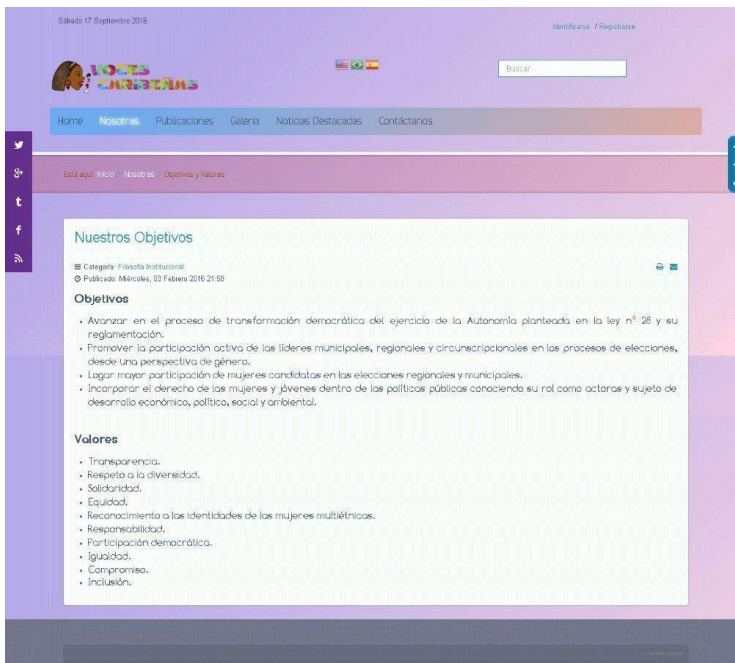 Sábado 17 Septiembre 2016
Identificarse / Registrarse
VOCES
CARIBEÑAS
Buscar...
Home Nosotras Publicaciones Galeria Noticias Destacadas Contáctanos
Está aquí: Inicio Nosotras Objetivos y Valores
Nuestros Objetivos
Categoría: Filosofía Institucional
Publicado: Miércoles, 03 Febrero 2016 21:58
Objetivos
• Avanzar en el proceso de transformación democrática del ejercicio de la Autonomía planteada en la ley n° 28 y su
reglamentación.
• Promover la participación activa de las líderes municipales, regionales y circunscripcionales en los procesos de elecciones,
desde una perspectiva de género.
• Logar mayor participación de mujeres candidatas en las elecciones regionales y municipales.
• Incorporar el derecho de las mujeres y jóvenes dentro de las políticas públicas conociendo su rol como actoras y sujeto de
desarrollo económico, político, social y ambiental.
Valores
• Transparencia.
• Respeto a la diversidad.
• Solidaridad.
• Equidad.
• Reconocimiento a las identidades de las mujeres multiétnicas.
• Responsabilidad.
• Participación democrática.
• Igualdad.
• Compromiso.
• Inclusión.